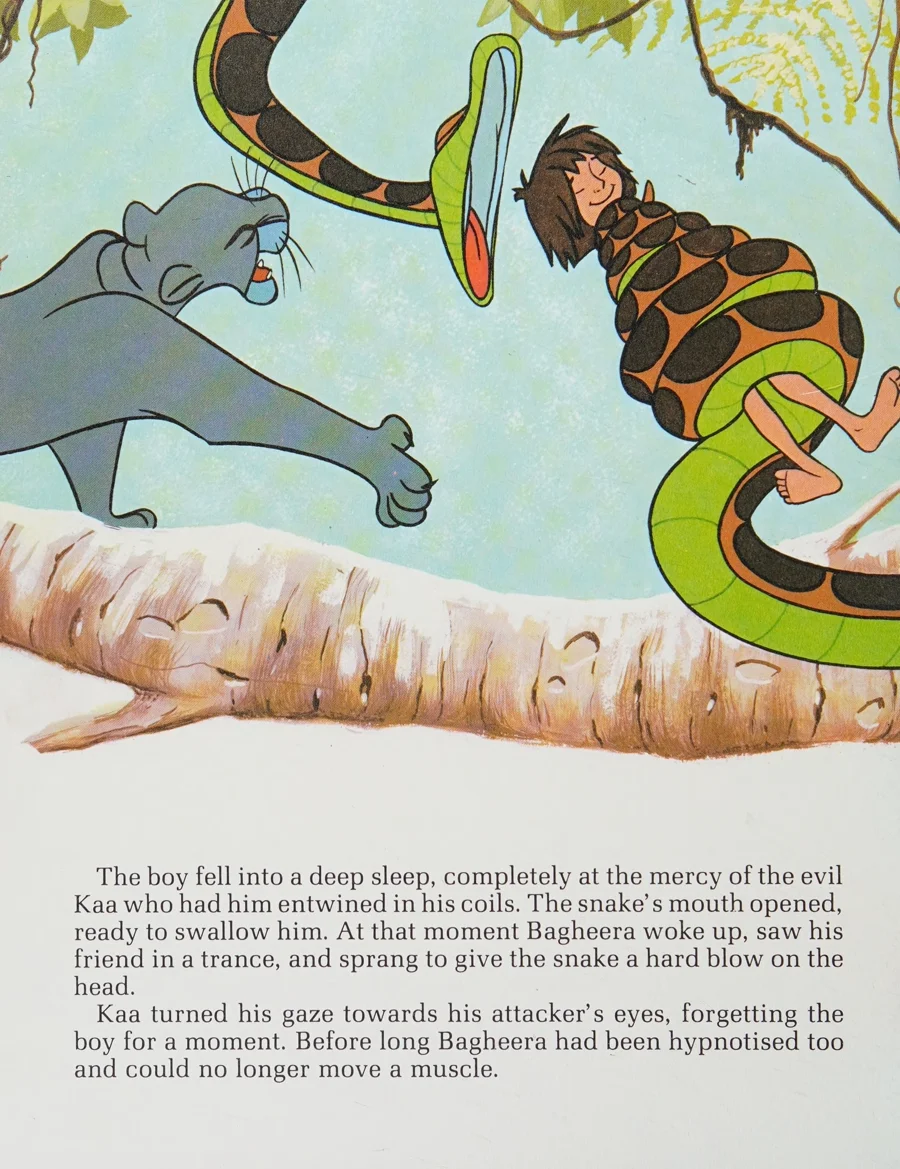 The boy fell into a deep sleep, completely at the mercy of the evil
Kaa who had him entwined in his coils. The snake's mouth opened,
ready to swallow him. At that moment Bagheera woke up, saw his
friend in a trance, and sprang to give the snake a hard blow on the
head.
Kaa turned his gaze towards his attacker's eyes, forgetting the
boy for a moment. Before long Bagheera had been hypnotised too
and could no longer move a muscle.